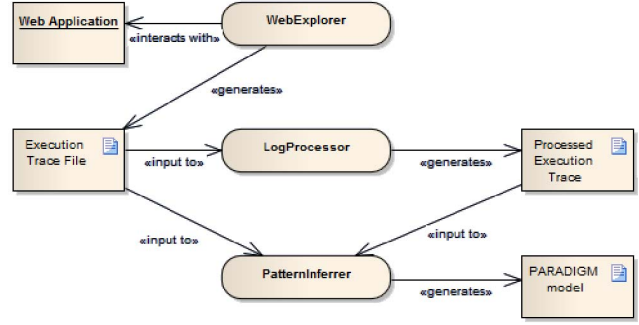 Web Application
WebExplorer
«interacts with»
«generates»
Execution
Trace File
«input to»
LogProcessor
«generates»
Processed
Execution
Trace
«input to»
«input to»
PatternInferrer
«generates»
PARADIGM
model